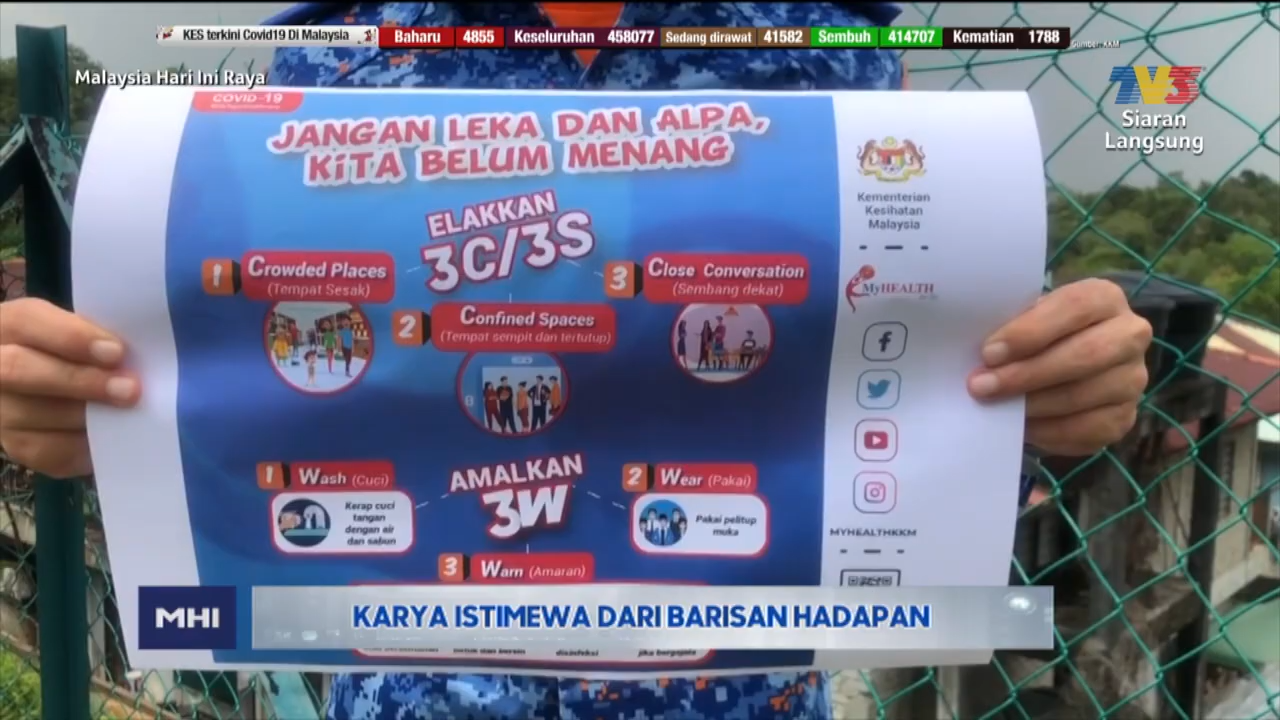 KES terkini Covid19 Di Malaysia Baharu 4855 Keseluruhan 458077 Sedang dirawat 41582 Sembuh 414707 Kematian 1788
Sumber: KKM
Malaysia Hari Ini Raya
TV3
Siaran
Langsung
COVID-19
JANGAN LEKA DAN ALPA,
KiTA BELUM MENANG
ELAKKAN
3C/3S
1 Crowded Places
(Tempat Sesak)
2 Confined Spaces
(Tempat sempit dan tertutup)
3 Close Conversation
(Sembang dekat)
AMALKAN
3W
1 Wash (Cuci)
Kerap cuci
tangan
dengan air
dan sabun
2 Wear (Pakai)
Pakai pelitup
muka
3 Warn (Amaran)
disinfeksi
jika bergejala
Kementerian
Kesihatan
Malaysia
MyHEALTH
MYHEALTHKKM
MHI
KARYA ISTIMEWA DARI BARISAN HADAPAN